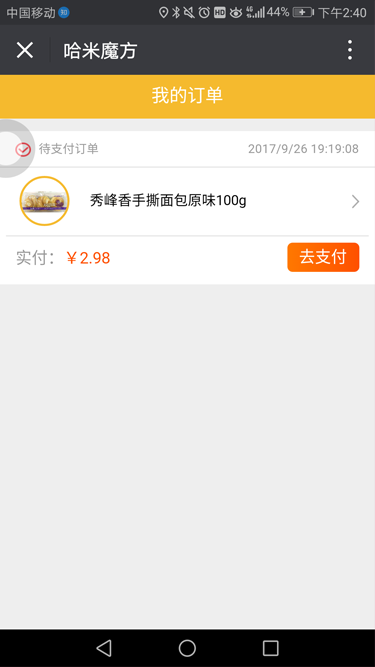 中国移动 知 HD 4G 44% 下午2:40
哈米魔方
我的订单
待支付订单 2017/9/26 19:19:08
秀峰香手撕面包原味100g
实付：￥2.98 去支付